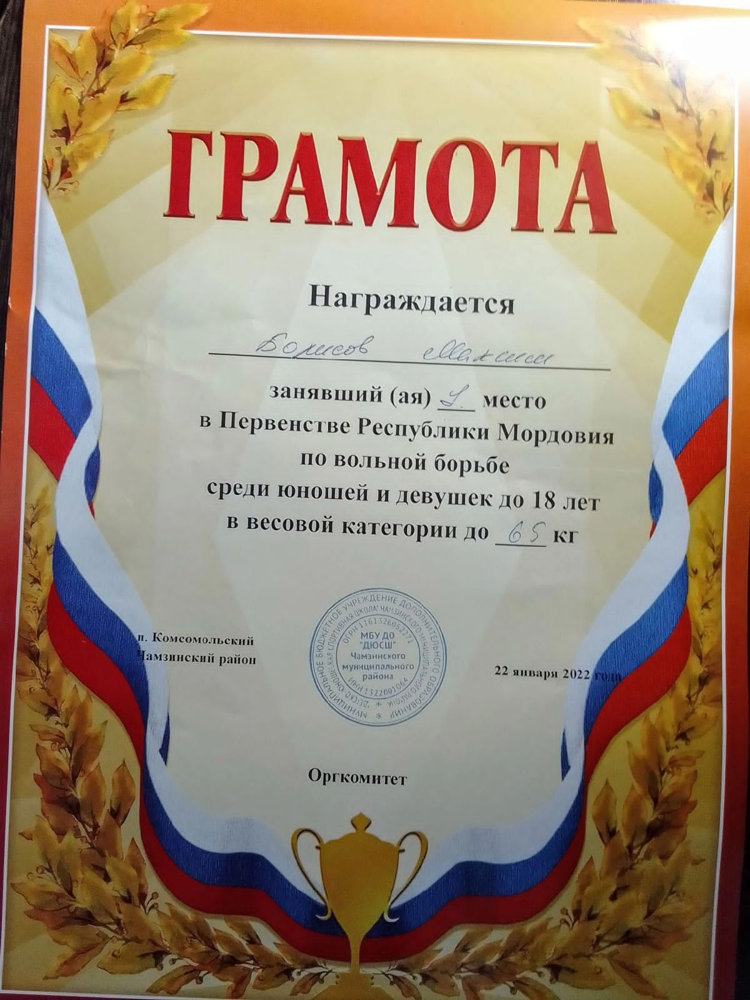 ГРАМОТА
Награждается
Борисов Максим
занявший (ая) место
в Первенстве Республики Мордовия
по вольной борьбе
среди юношей и девушек до 18 лет
в весовой категории до 65 кг
МУНИЦИПАЛЬНОЕ БЮДЖЕТНОЕ УЧРЕЖДЕНИЕ ДОПОЛНИТЕЛЬНОГО ОБРАЗОВАНИЯ *
"ДЕТСКО-ЮНОШЕСКАЯ СПОРТИВНАЯ ШКОЛА" ЧАМЗИНСКОГО МУНИЦИПАЛЬНОГО РАЙОНА *
ОГРН 1161326052271
МБУ ДО
"ДЮСШ"
Чамзинского
муниципального
района
ИНН 1322001064
п. Комсомольский
Чамзинский район
22 января 2022 года
Оргкомитет